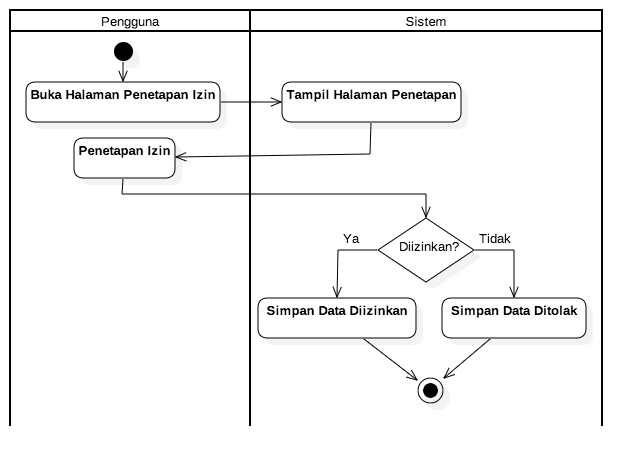 Pengguna
Sistem
Buka Halaman Penetapan Izin
Tampil Halaman Penetapan
Penetapan Izin
Diizinkan?
Ya
Tidak
Simpan Data Diizinkan
Simpan Data Ditolak